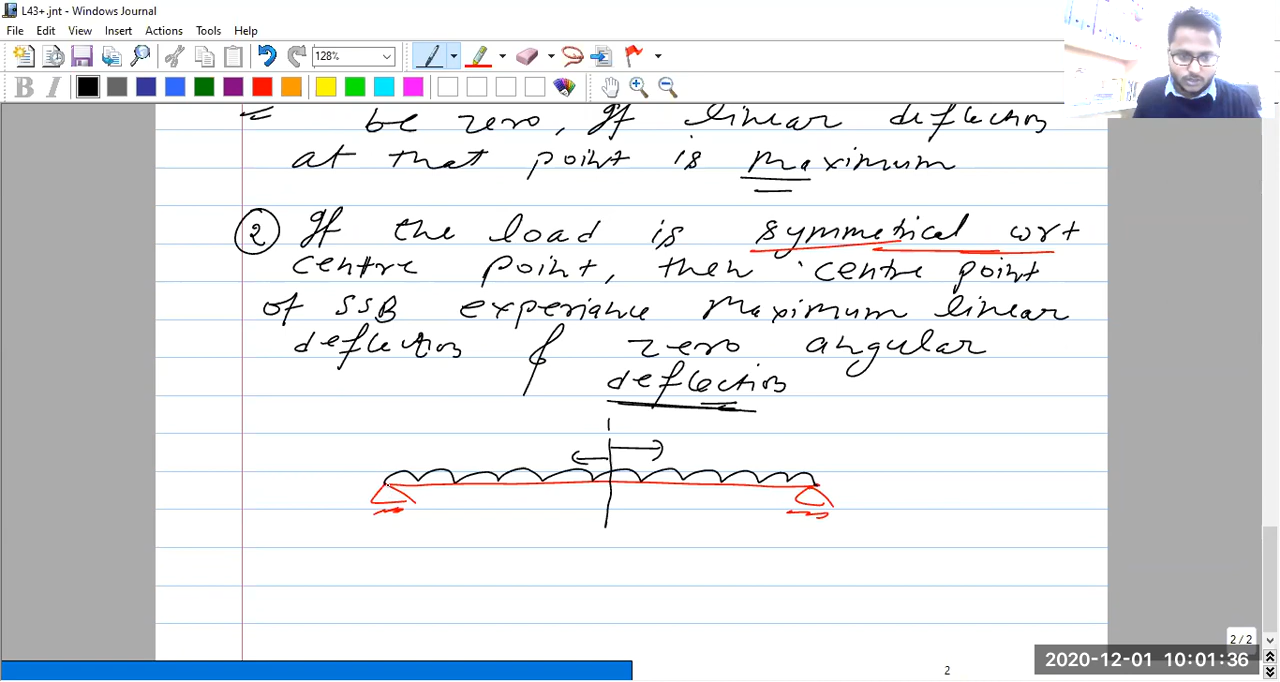 L43+.jnt - Windows Journal
File Edit View Insert Actions Tools Help
128%
B I
be zero, If linear deflection
at that point is maximum
② If the load is symmetrical wrt
centre point, then centre point
of SSB experiance maximum linear
deflection & zero angular
deflection
2 / 2
2
2020-12-01 10:01:36